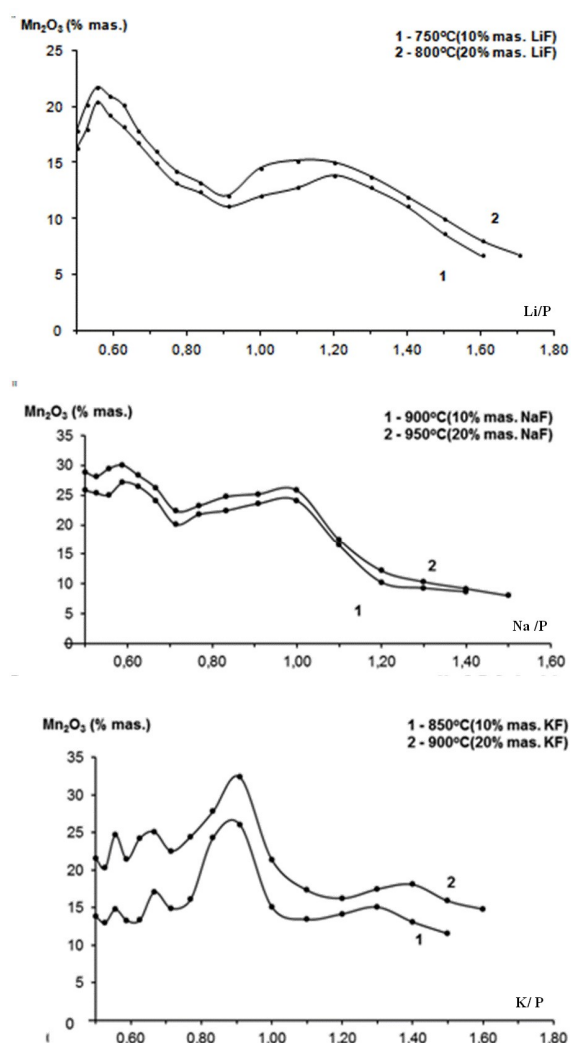 Mn₂O₃ (% mas.)
1 - 750ºC(10% mas. LiF)
2 - 800ºC(20% mas. LiF)
25
20
15
10
5
0
2
1
Li/P
0,60 0,80 1,00 1,20 1,40 1,60 1,80
Mn₂O₃ (% mas.)
1 - 900ºC(10% mas. NaF)
2 - 950ºC(20% mas. NaF)
35
30
25
20
15
10
5
0
2
1
Na /P
0,60 0,80 1,00 1,20 1,40 1,60
Mn₂O₃ (% mas.)
1 - 850ºC(10% mas. KF)
2 - 900ºC(20% mas. KF)
35
30
25
20
15
10
5
0
2
1
K/ P
0,60 0,80 1,00 1,20 1,40 1,60 1,80